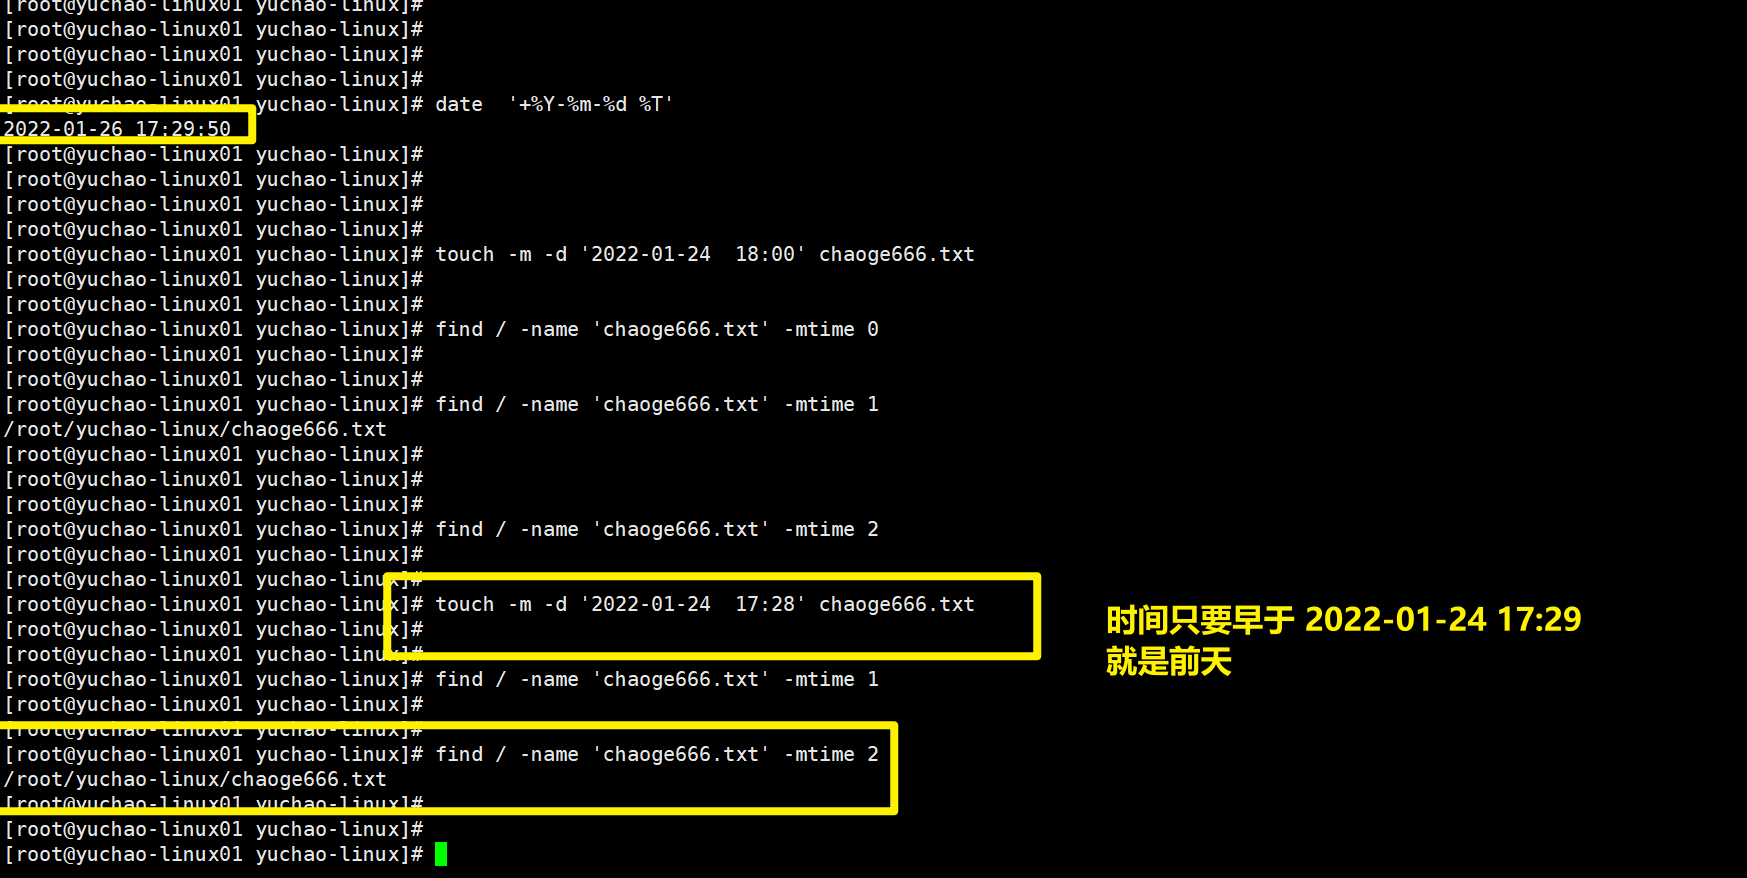 [root@yuchao-linux01 yuchao-linux]#
[root@yuchao-linux01 yuchao-linux]#
[root@yuchao-linux01 yuchao-linux]#
[root@yuchao-linux01 yuchao-linux]#
[root@yuchao-linux01 yuchao-linux]# date  '+%Y-%m-%d %T'
2022-01-26 17:29:50
[root@yuchao-linux01 yuchao-linux]#
[root@yuchao-linux01 yuchao-linux]#
[root@yuchao-linux01 yuchao-linux]#
[root@yuchao-linux01 yuchao-linux]#
[root@yuchao-linux01 yuchao-linux]# touch -m -d '2022-01-24  18:00' chaoge666.txt
[root@yuchao-linux01 yuchao-linux]#
[root@yuchao-linux01 yuchao-linux]#
[root@yuchao-linux01 yuchao-linux]# find / -name 'chaoge666.txt' -mtime 0
[root@yuchao-linux01 yuchao-linux]#
[root@yuchao-linux01 yuchao-linux]#
[root@yuchao-linux01 yuchao-linux]# find / -name 'chaoge666.txt' -mtime 1
/root/yuchao-linux/chaoge666.txt
[root@yuchao-linux01 yuchao-linux]#
[root@yuchao-linux01 yuchao-linux]#
[root@yuchao-linux01 yuchao-linux]#
[root@yuchao-linux01 yuchao-linux]# find / -name 'chaoge666.txt' -mtime 2
[root@yuchao-linux01 yuchao-linux]#
[root@yuchao-linux01 yuchao-linux]#
[root@yuchao-linux01 yuchao-linux]# touch -m -d '2022-01-24  17:28' chaoge666.txt
[root@yuchao-linux01 yuchao-linux]#
[root@yuchao-linux01 yuchao-linux]#
[root@yuchao-linux01 yuchao-linux]# find / -name 'chaoge666.txt' -mtime 1
[root@yuchao-linux01 yuchao-linux]#
[root@yuchao-linux01 yuchao-linux]#
[root@yuchao-linux01 yuchao-linux]# find / -name 'chaoge666.txt' -mtime 2
/root/yuchao-linux/chaoge666.txt
[root@yuchao-linux01 yuchao-linux]#
[root@yuchao-linux01 yuchao-linux]#
[root@yuchao-linux01 yuchao-linux]#
时间只要早于 2022-01-24 17:29
就是前天